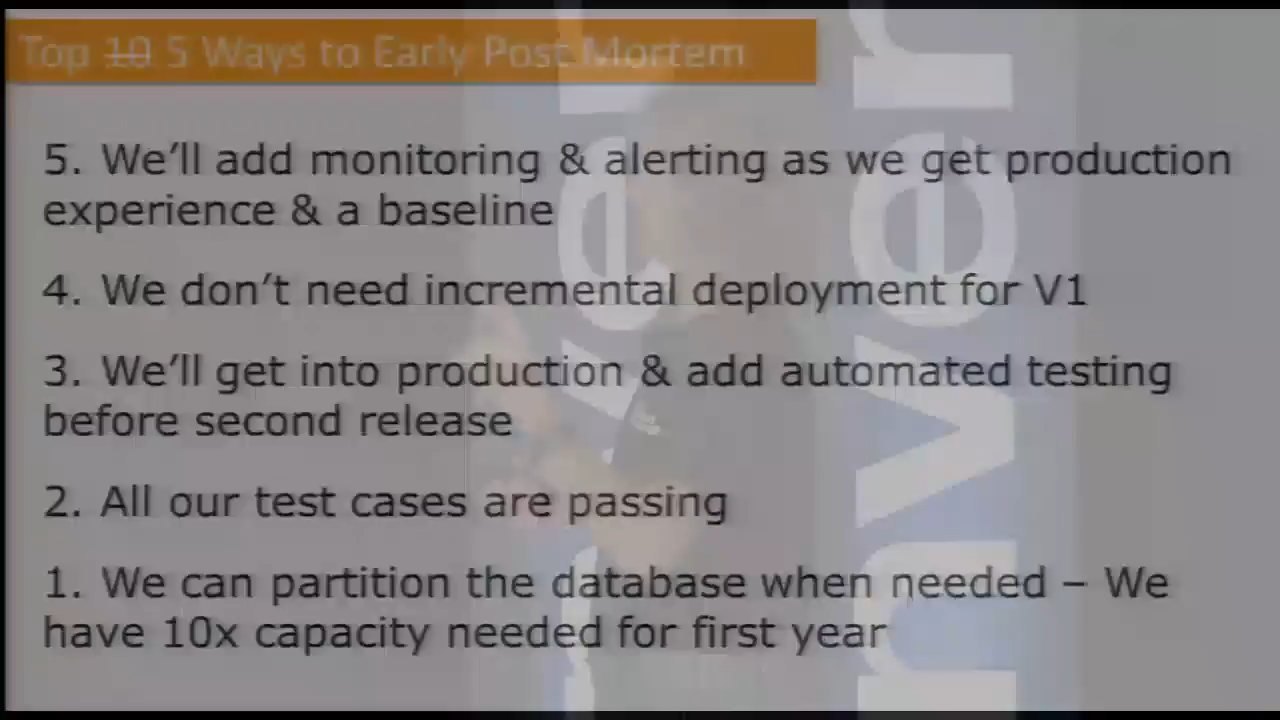 Top 10 5 Ways to Early Post Mortem
5. We'll add monitoring & alerting as we get production
experience & a baseline
4. We don't need incremental deployment for V1
3. We'll get into production & add automated testing
before second release
2. All our test cases are passing
1. We can partition the database when needed – We
have 10x capacity needed for first year
nver